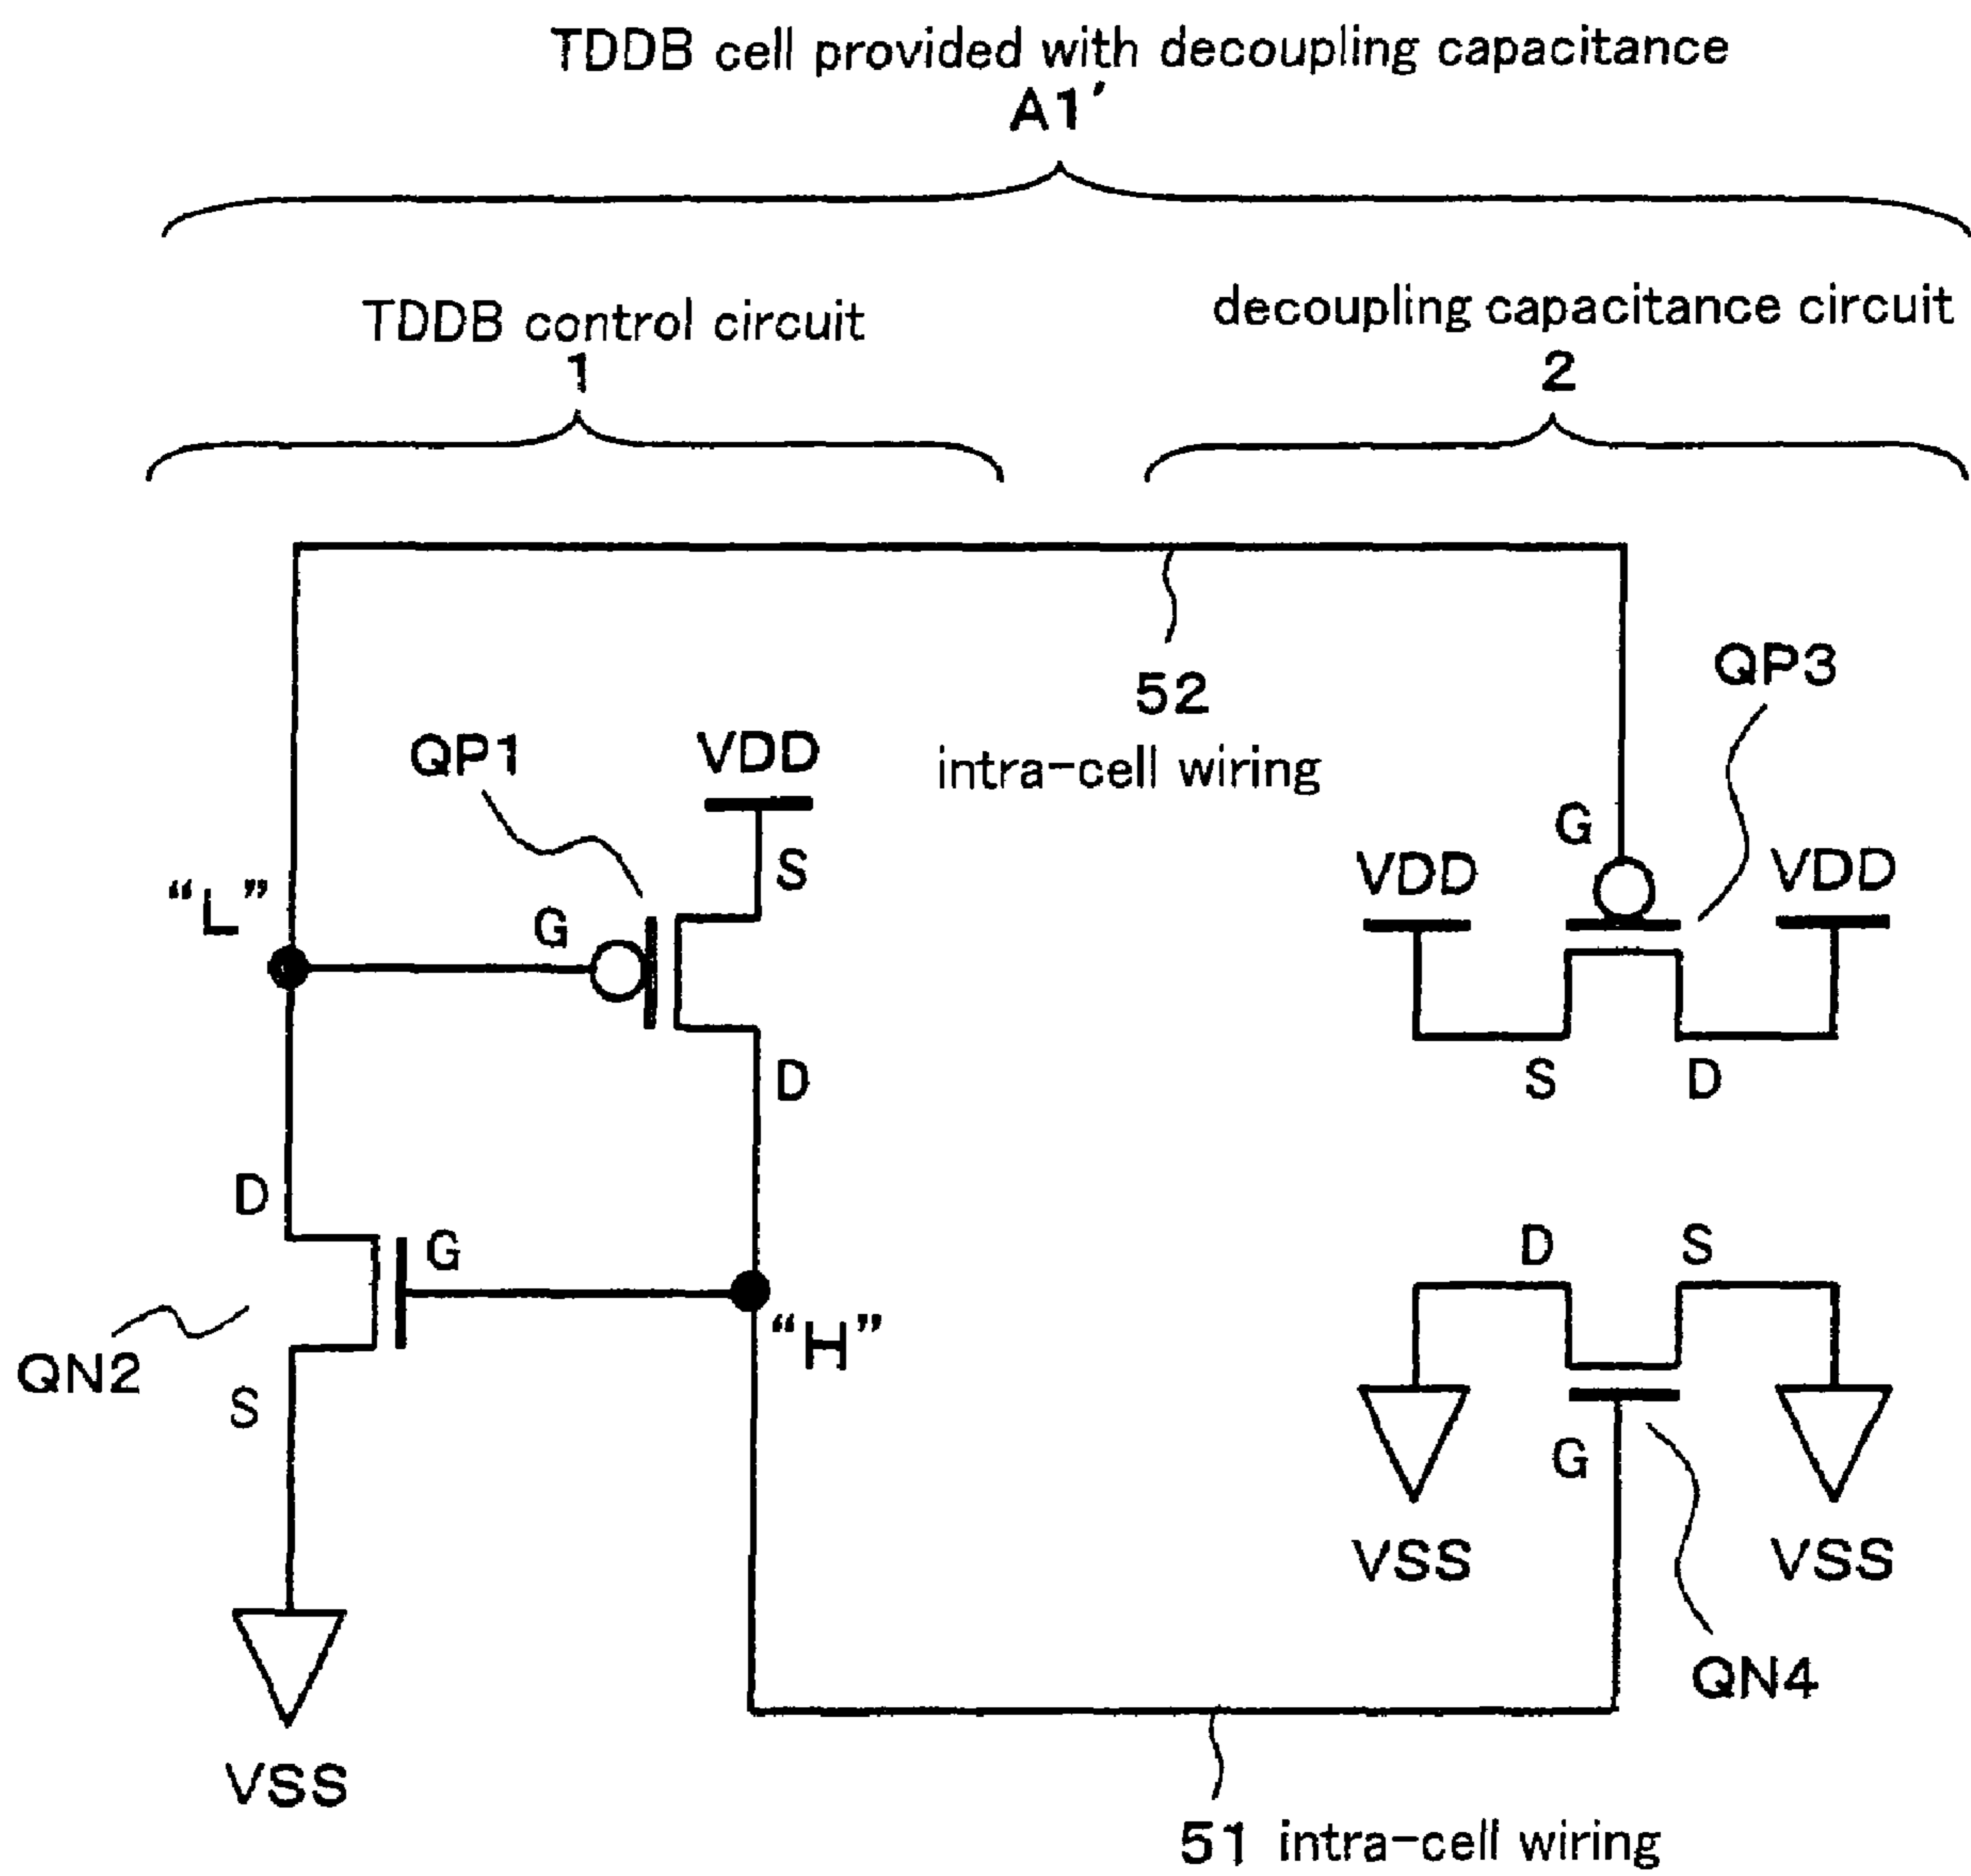 TDDB cell provided with decoupling capacitance
A1′
TDDB control circuit
1
decoupling capacitance circuit
2
52
intra-cell wiring
QP3
QP1
VDD
S
G
"L"
G
VDD
VDD
D
S
D
D
G
"H"
D
S
QN2
S
G
VSS
VSS
QN4
VSS
51 intra-cell wiring